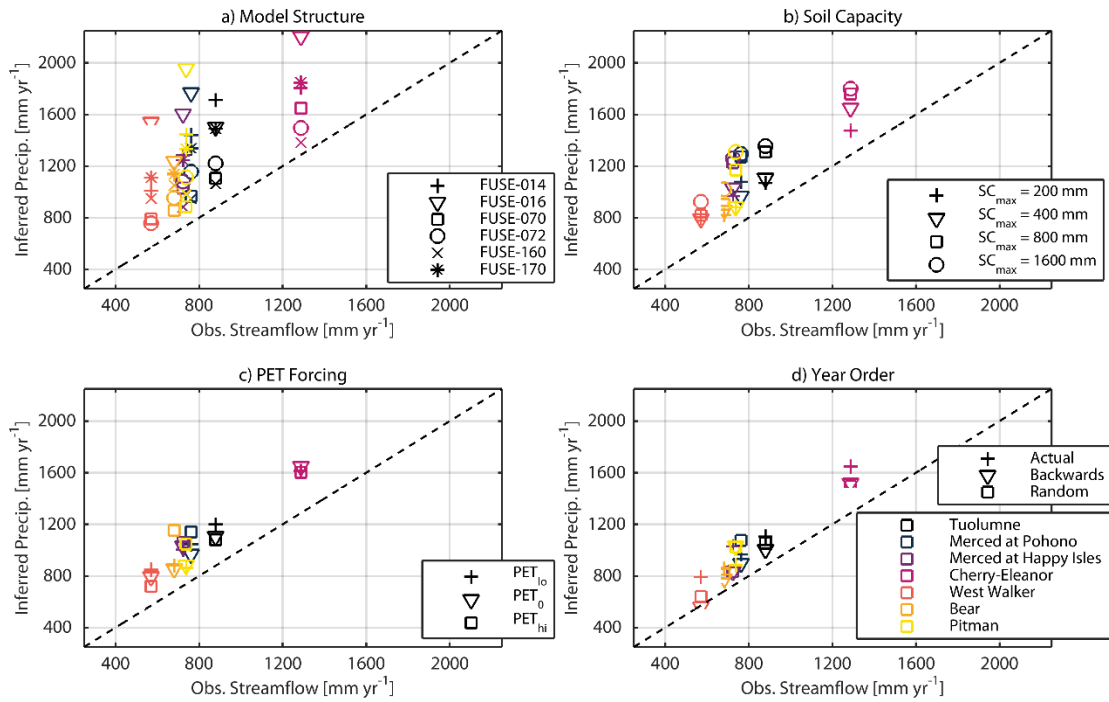 a) Model Structure
2000
1600
1200
800
400
Inferred Precip. [mm yr⁻¹]
FUSE-014
FUSE-016
FUSE-070
FUSE-072
FUSE-160
FUSE-170
400 800 1200 1600 2000
Obs. Streamflow [mm yr⁻¹]
b) Soil Capacity
2000
1600
1200
800
400
Inferred Precip. [mm yr⁻¹]
SCmax = 200 mm
SCmax = 400 mm
SCmax = 800 mm
SCmax = 1600 mm
400 800 1200 1600 2000
Obs. Streamflow [mm yr⁻¹]
c) PET Forcing
2000
1600
1200
800
400
Inferred Precip. [mm yr⁻¹]
PETlo
PET0
PEThi
400 800 1200 1600 2000
Obs. Streamflow [mm yr⁻¹]
d) Year Order
2000
1600
1200
800
400
Inferred Precip. [mm yr⁻¹]
Actual
Backwards
Random
Tuolumne
Merced at Pohono
Merced at Happy Isles
Cherry-Eleanor
West Walker
Bear
Pitman
400 800 1200 1600 2000
Obs. Streamflow [mm yr⁻¹]